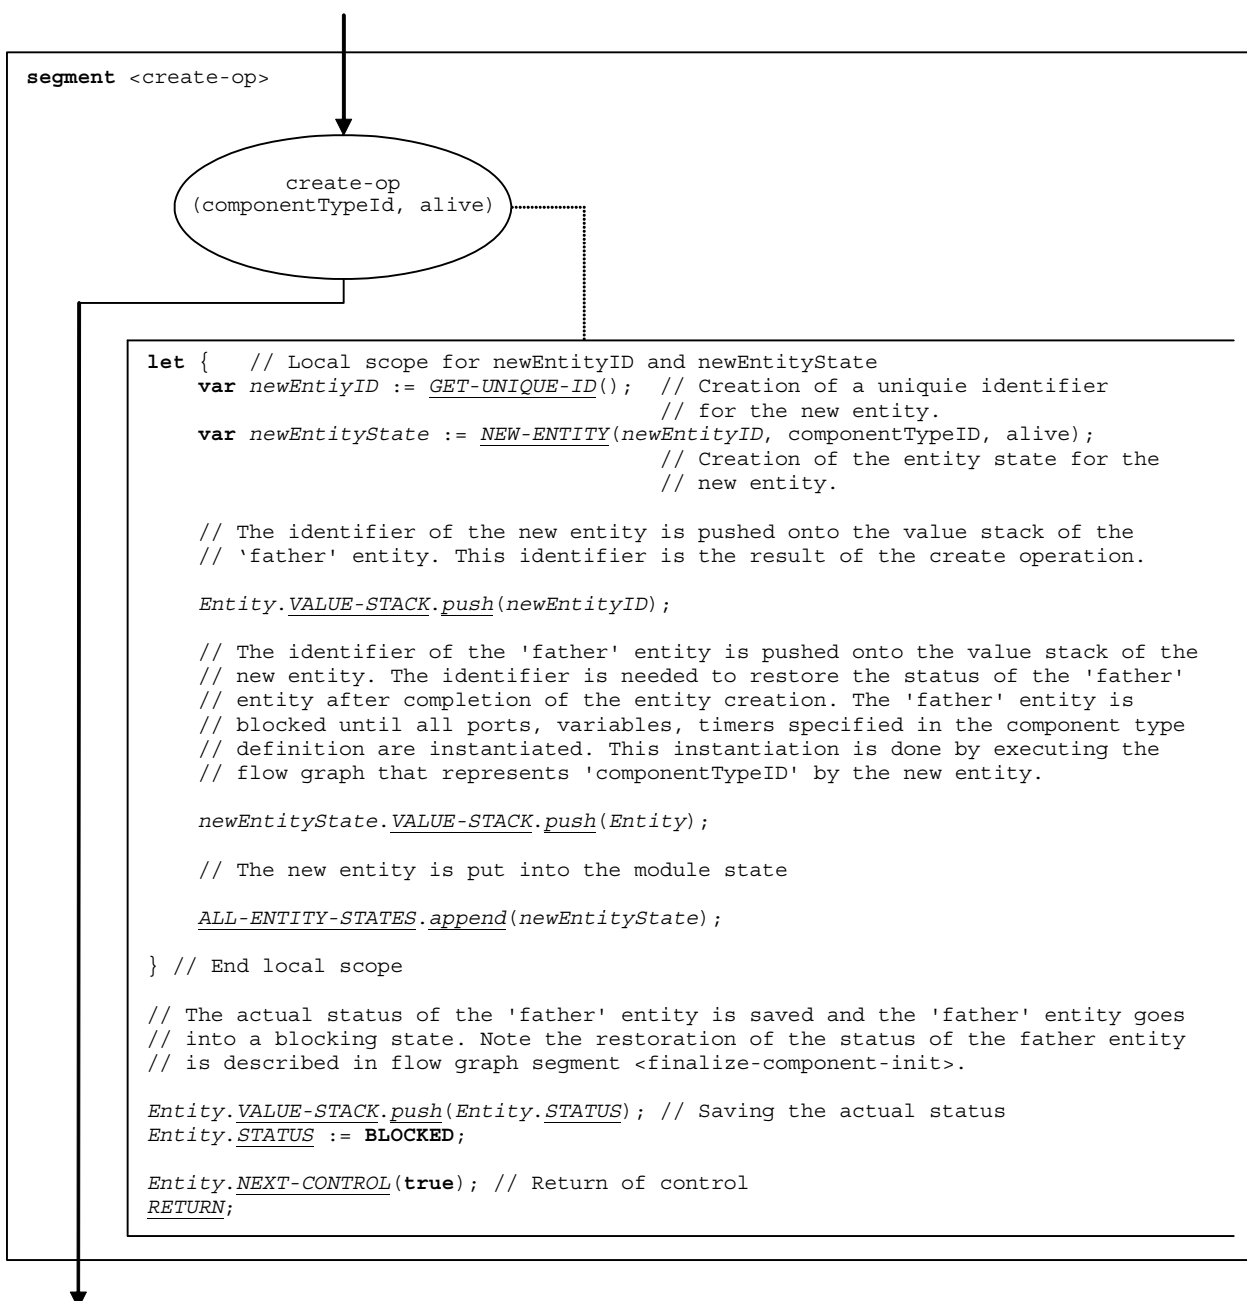 segment <create-op>
create-op
(componentTypeId, alive)
let { // Local scope for newEntityID and newEntityState
var newEntiyID := GET-UNIQUE-ID(); // Creation of a uniquie identifier
// for the new entity.
var newEntityState := NEW-ENTITY(newEntityID, componentTypeID, alive);
// Creation of the entity state for the
// new entity.
// The identifier of the new entity is pushed onto the value stack of the
// ‘father' entity. This identifier is the result of the create operation.
Entity.VALUE-STACK.push(newEntityID);
// The identifier of the 'father' entity is pushed onto the value stack of the
// new entity. The identifier is needed to restore the status of the 'father'
// entity after completion of the entity creation. The 'father' entity is
// blocked until all ports, variables, timers specified in the component type
// definition are instantiated. This instantiation is done by executing the
// flow graph that represents 'componentTypeID' by the new entity.
newEntityState.VALUE-STACK.push(Entity);
// The new entity is put into the module state
ALL-ENTITY-STATES.append(newEntityState);
} // End local scope
// The actual status of the 'father' entity is saved and the 'father' entity goes
// into a blocking state. Note the restoration of the status of the father entity
// is described in flow graph segment <finalize-component-init>.
Entity.VALUE-STACK.push(Entity.STATUS); // Saving the actual status
Entity.STATUS := BLOCKED;
Entity.NEXT-CONTROL(true); // Return of control
RETURN;